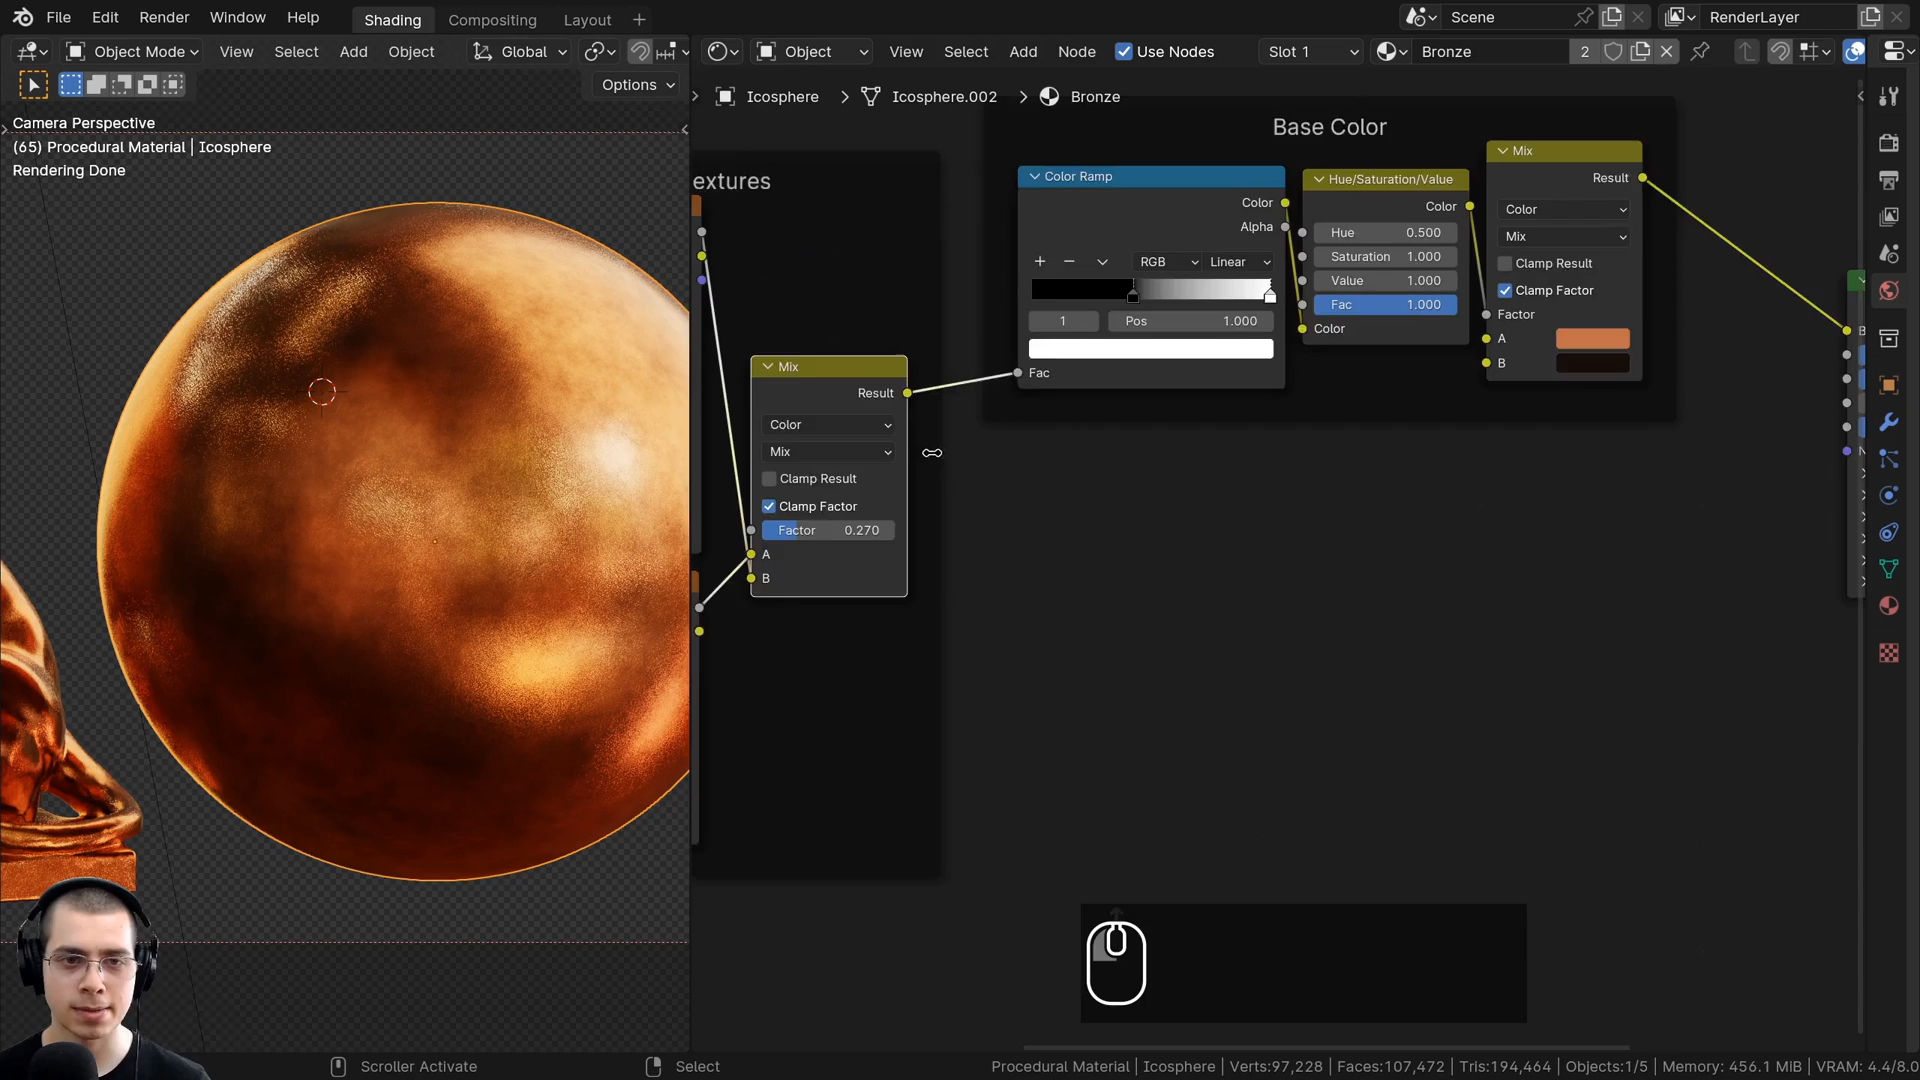 File Edit Render Window Help Shading Compositing Layout + Scene RenderLayer
Object Mode View Select Add Object Global Object View Select Add Node Use Nodes Slot 1 Bronze 2
Options
Icosphere > Icosphere.002 > Bronze
Camera Perspective
(65) Procedural Material | Icosphere
Rendering Done
extures
Mix
Result
Color
Mix
Clamp Result
Clamp Factor
Factor 0.270
A
B
Base Color
Color Ramp
Color
Alpha
+ − RGB Linear
1 Pos 1.000
Fac
Hue/Saturation/Value
Color
Hue 0.500
Saturation 1.000
Value 1.000
Fac 1.000
Color
Mix
Result
Color
Mix
Clamp Result
Clamp Factor
Factor
A
B
B
N
Scroller Activate Select Procedural Material | Icosphere | Verts:97,228 | Faces:107,472 | Tris:194,464 | Objects:1/5 | Memory: 456.1 MiB | VRAM: 4.4/8.0